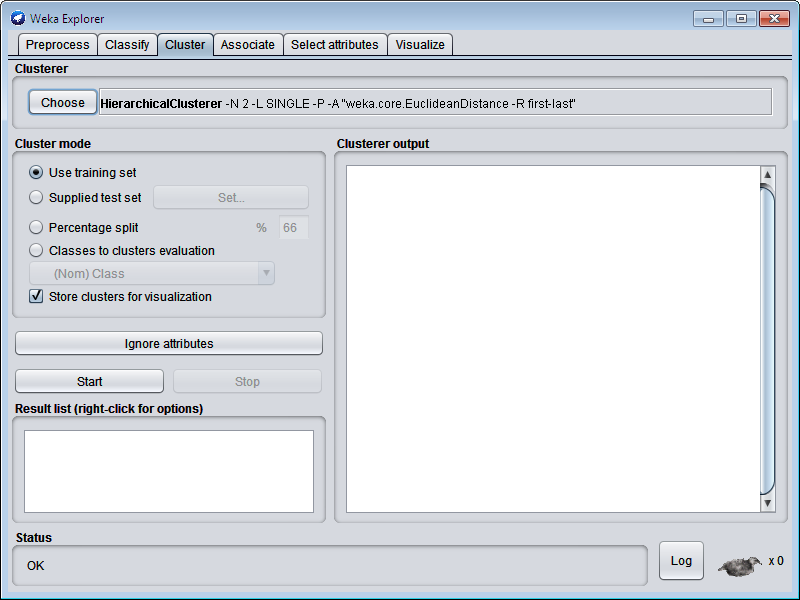 Weka Explorer
Preprocess Classify Cluster Associate Select attributes Visualize
Clusterer
Choose HierarchicalClusterer -N 2 -L SINGLE -P -A "weka.core.EuclideanDistance -R first-last"
Cluster mode
Use training set
Supplied test set Set...
Percentage split % 66
Classes to clusters evaluation
(Nom) Class
Store clusters for visualization
Ignore attributes
Start Stop
Result list (right-click for options)
Clusterer output
Status
OK
Log x 0